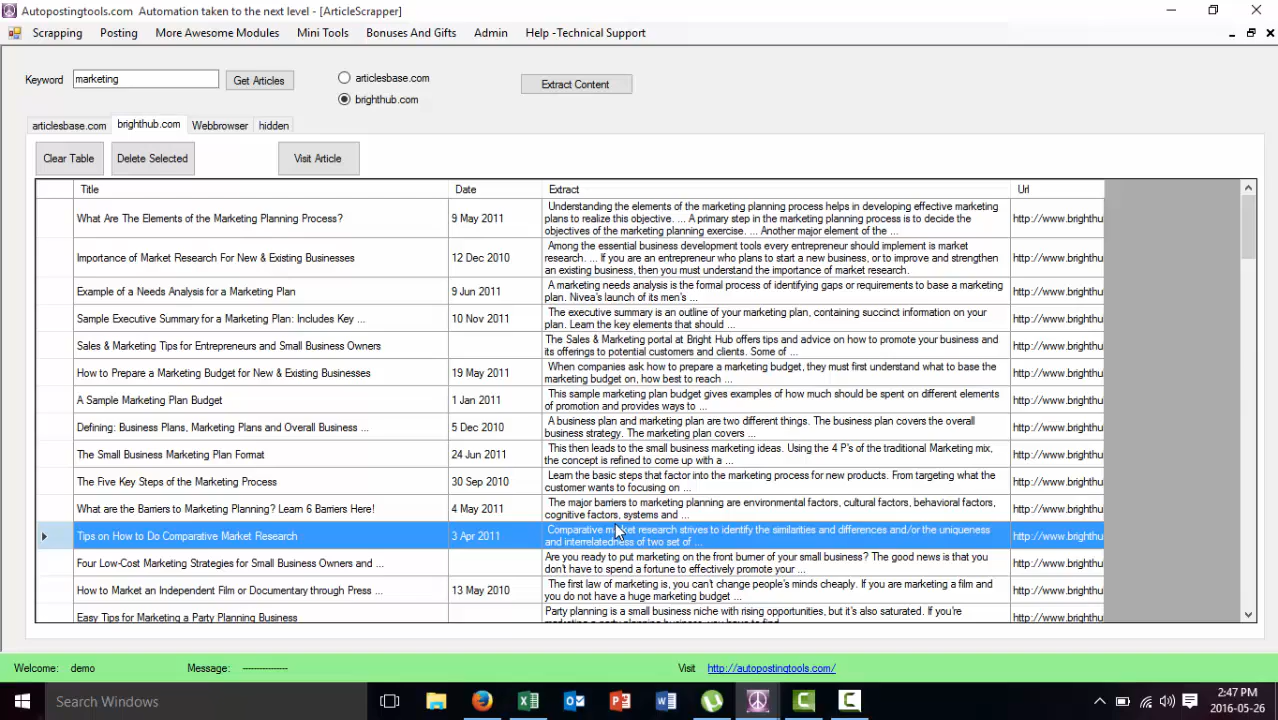 Autopostingtools.com  Automation taken to the next level - [ArticleScrapper]
Scrapping Posting More Awesome Modules Mini Tools Bonuses And Gifts Admin Help -Technical Support
Keyword marketing Get Articles articlesbase.com Extract Content
brighthub.com
articlesbase.com brighthub.com Webbrowser hidden
Clear Table Delete Selected Visit Article
Title Date Extract Url
What Are The Elements of the Marketing Planning Process? 9 May 2011 Understanding the elements of the marketing planning process helps in developing effective marketing
plans to realize this objective. ... A primary step in the marketing planning process is to decide the
objectives of the marketing planning exercise. ... Another major element of the ... http://www.brighthu
Among the essential business development tools every entrepreneur should implement is market
Importance of Market Research For New & Existing Businesses 12 Dec 2010 research. ... If you are an entrepreneur who plans to start a new business, or to improve and strengthen http://www.brighthu
an existing business, then you must understand the importance of market research.
Example of a Needs Analysis for a Marketing Plan 9 Jun 2011 A marketing needs analysis is the formal process of identifying gaps or requirements to base a marketing http://www.brighthu
plan. Nivea's launch of its men's ...
Sample Executive Summary for a Marketing Plan: Includes Key ... 10 Nov 2011 The executive summary is an outline of your marketing plan, containing succinct information on your http://www.brighthu
plan. Learn the key elements that should ...
Sales & Marketing Tips for Entrepreneurs and Small Business Owners The Sales & Marketing portal at Bright Hub offers tips and advice on how to promote your business and http://www.brighthu
its offerings to potential customers and clients. Some of ...
How to Prepare a Marketing Budget for New & Existing Businesses 19 May 2011 When companies ask how to prepare a marketing budget, they must first understand what to base the http://www.brighthu
marketing budget on, how best to reach ...
A Sample Marketing Plan Budget 1 Jan 2011 This sample marketing plan budget gives examples of how much should be spent on different elements http://www.brighthu
of promotion and provides ways to ...
Defining: Business Plans, Marketing Plans and Overall Business ... 5 Dec 2010 A business plan and marketing plan are two different things. The business plan covers the overall http://www.brighthu
business strategy. The marketing plan covers ...
The Small Business Marketing Plan Format 24 Jun 2011 This then leads to the small business marketing ideas. Using the 4 P's of the traditional Marketing mix, http://www.brighthu
the concept is refined to come up with a ...
The Five Key Steps of the Marketing Process 30 Sep 2010 Learn the basic steps that factor into the marketing process for new products. From targeting what the http://www.brighthu
customer wants to focusing on ...
What are the Barriers to Marketing Planning? Learn 6 Barriers Here! 4 May 2011 The major barriers to marketing planning are environmental factors, cultural factors, behavioral factors, http://www.brighthu
cognitive factors, systems and ...
Tips on How to Do Comparative Market Research 3 Apr 2011 Comparative market research strives to identify the similarities and differences and/or the uniqueness http://www.brighthu
and interrelatedness of two set of ...
Four Low-Cost Marketing Strategies for Small Business Owners and ... Are you ready to put marketing on the front burner of your small business? The good news is that you http://www.brighthu
don't have to spend a fortune to effectively promote your ...
How to Market an Independent Film or Documentary through Press ... 13 May 2010 The first law of marketing is, you can't change people's minds cheaply. If you are marketing a film and http://www.brighthu
you do not have a huge marketing budget ...
Easy Tips for Marketing a Party Planning Business Party planning is a small business niche with rising opportunities, but it's also saturated. If you're http://www.brighthu
Welcome: demo Message: --------------- Visit http://autopostingtools.com/
Search Windows 2:47 PM
2016-05-26